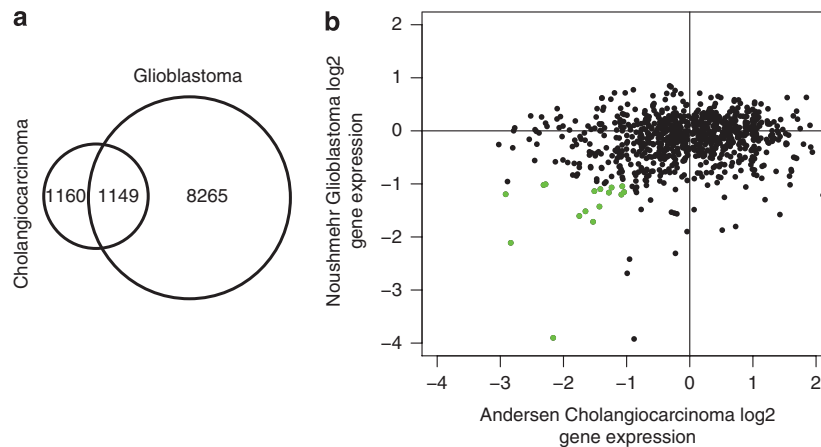 a
Glioblastoma
Cholangiocarcinoma
1160
1149
8265
b
Noushmehr Glioblastoma log2
gene expression
2
1
0
−1
−2
−3
−4
−4
−3
−2
−1
0
1
2
Andersen Cholangiocarcinoma log2
gene expression